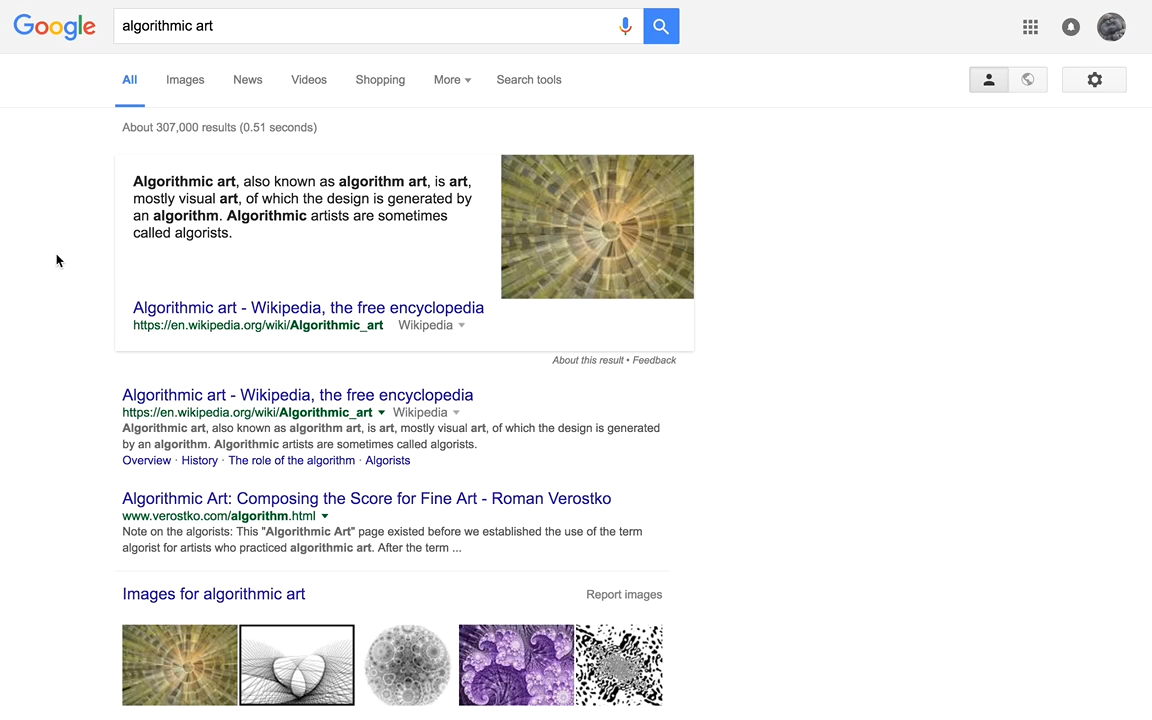 Google
algorithmic art
All Images News Videos Shopping More Search tools
About 307,000 results (0.51 seconds)
Algorithmic art, also known as algorithm art, is art,
mostly visual art, of which the design is generated by
an algorithm. Algorithmic artists are sometimes
called algorists.
Algorithmic art - Wikipedia, the free encyclopedia
https://en.wikipedia.org/wiki/Algorithmic_art Wikipedia
About this result • Feedback
Algorithmic art - Wikipedia, the free encyclopedia
https://en.wikipedia.org/wiki/Algorithmic_art Wikipedia
Algorithmic art, also known as algorithm art, is art, mostly visual art, of which the design is generated
by an algorithm. Algorithmic artists are sometimes called algorists.
Overview · History · The role of the algorithm · Algorists
Algorithmic Art: Composing the Score for Fine Art - Roman Verostko
www.verostko.com/algorithm.html
Note on the algorists: This "Algorithmic Art" page existed before we established the use of the term
algorist for artists who practiced algorithmic art. After the term ...
Images for algorithmic art Report images